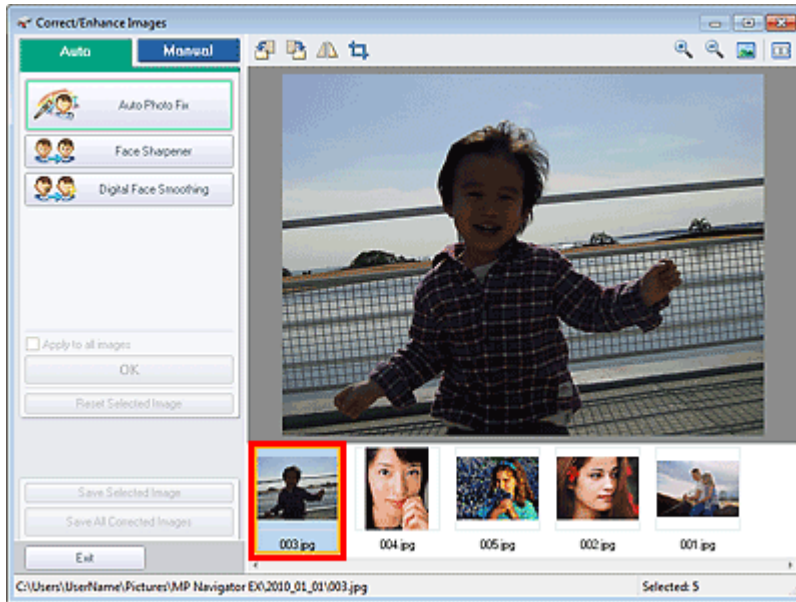 Correct/Enhance Images
Auto
Manual
Auto Photo Fix
Face Sharpener
Digital Face Smoothing
Apply to all images
OK
Reset Selected Image
Save Selected Image
Save All Corrected Images
Exit
003.jpg
004.jpg
005.jpg
002.jpg
001.jpg
C:\Users\UserName\Pictures\MP Navigator EX\2010_01_01\003.jpg
Selected: 5